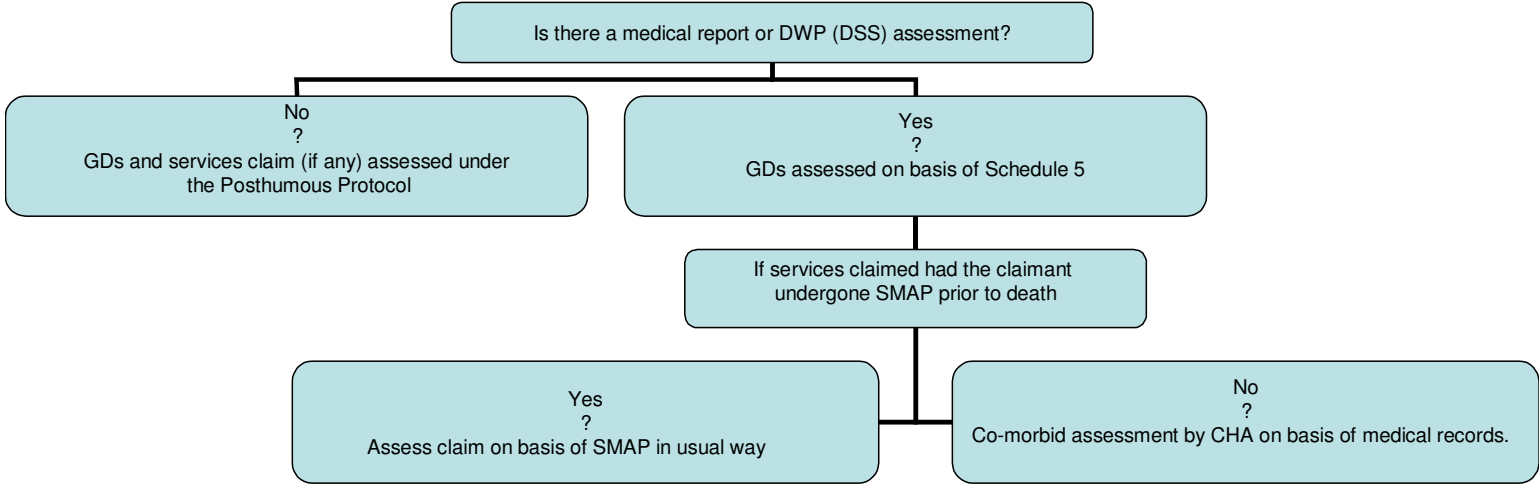 Is there a medical report or DWP (DSS) assessment?
No
?
GDs and services claim (if any) assessed under
the Posthumous Protocol
Yes
?
GDs assessed on basis of Schedule 5
If services claimed had the claimant
undergone SMAP prior to death
Yes
?
Assess claim on basis of SMAP in usual way
No
?
Co-morbid assessment by CHA on basis of medical records.